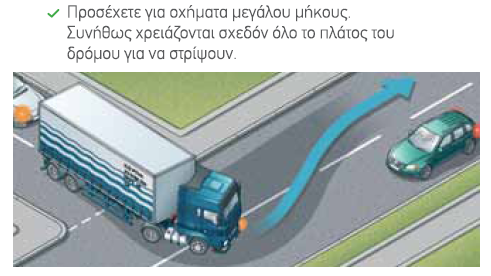 Προσέχετε για οχήματα μεγάλου μήκους.
Συνήθως χρειάζονται σχεδόν όλο το πλάτος του
δρόμου για να στρίψουν.